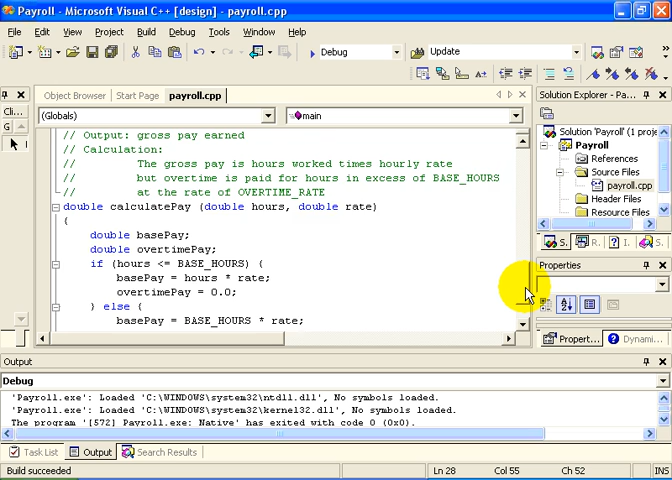 Payroll - Microsoft Visual C++ [design] - payroll.cpp
File Edit View Project Build Debug Tools Window Help
Debug Update
Object Browser Start Page payroll.cpp
Solution Explorer - Pa...
Cli...
G
(Globals) main
Solution 'Payroll' (1 proje
Payroll
References
Source Files
payroll.cpp
Header Files
Resource Files
S. R. I. S.
// Output: gross pay earned
// Calculation:
// The gross pay is hours worked times hourly rate
// but overtime is paid for hours in excess of BASE_HOURS
// at the rate of OVERTIME_RATE
double calculatePay (double hours, double rate)
{
double basePay;
double overtimePay;
if (hours <= BASE_HOURS) {
basePay = hours * rate;
overtimePay = 0.0;
} else {
basePay = BASE_HOURS * rate;
Properties
Propert... Dynami...
Output
Debug
'Payroll.exe': Loaded 'C:\WINDOWS\system32\ntdll.dll', No symbols loaded.
'Payroll.exe': Loaded 'C:\WINDOWS\system32\kernel32.dll', No symbols loaded.
The program '[572] Payroll.exe: Native' has exited with code 0 (0x0).
Task List Output Search Results
Build succeeded Ln 28 Col 55 Ch 52 INS